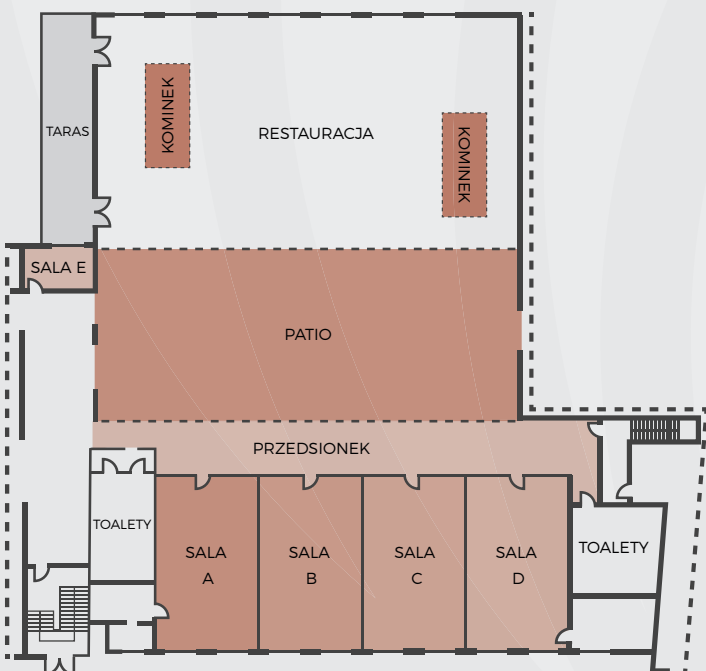 TARAS
KOMINEK
RESTAURACJA
KOMINEK
SALA E
PATIO
PRZEDSIONEK
TOALETY
SALA
A
SALA
B
SALA
C
SALA
D
TOALETY